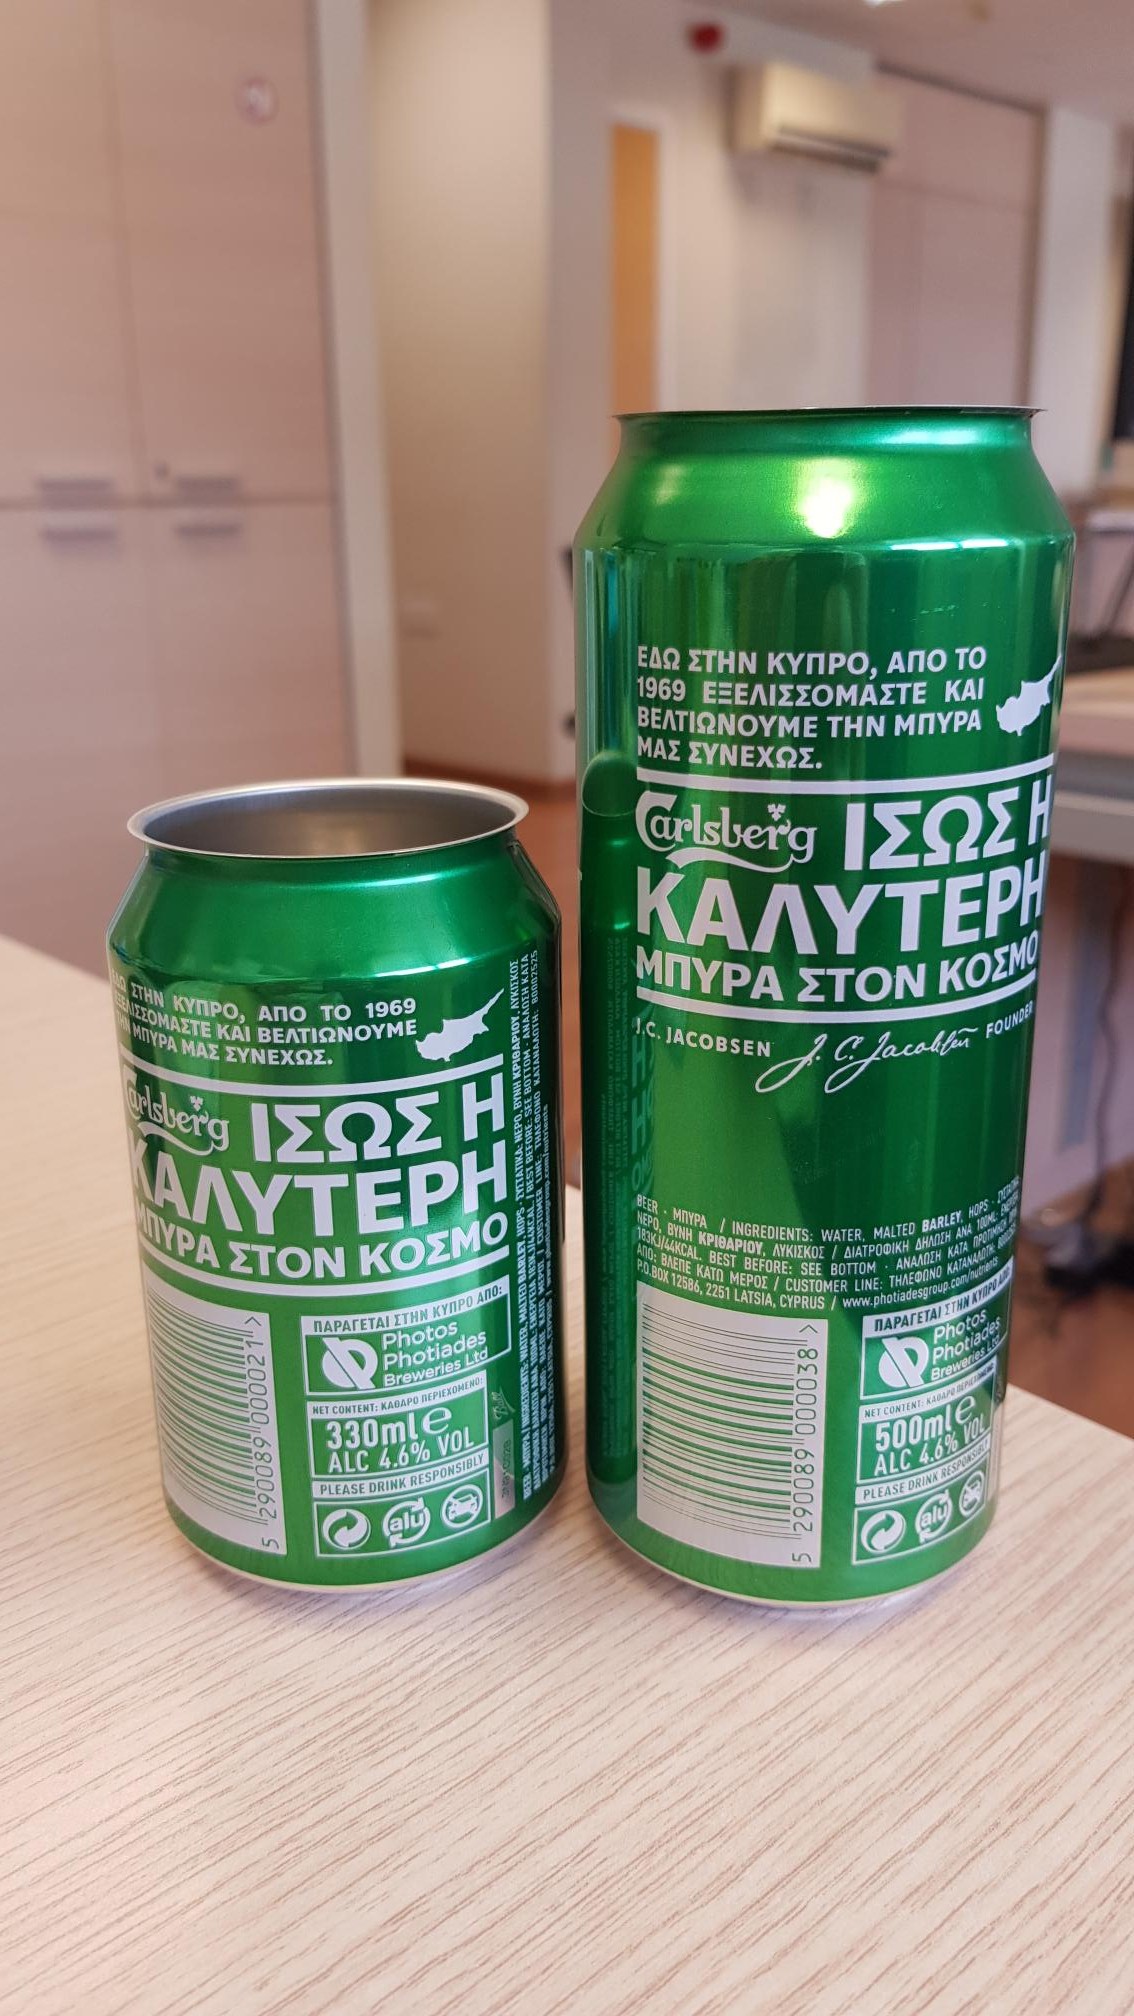 ΕΔΩ ΣΤΗΝ ΚΥΠΡΟ, ΑΠΟ ΤΟ 1969
ΕΞΕΛΙΣΣΟΜΑΣΤΕ ΚΑΙ ΒΕΛΤΙΩΝΟΥΜΕ
ΤΗΝ ΜΠΥΡΑ ΜΑΣ ΣΥΝΕΧΩΣ.
Carlsberg ΙΣΩΣ Η
ΚΑΛΥΤΕΡΗ
ΜΠΥΡΑ ΣΤΟΝ ΚΟΣΜΟ
5 290089 000021 >
ΠΑΡΑΓΕΤΑΙ ΣΤΗΝ ΚΥΠΡΟ ΑΠΟ:
Photos
Photiades
Breweries Ltd
NET CONTENT: ΚΑΘΑΡΟ ΠΕΡΙΕΧΟΜΕΝΟ:
330ml e
ALC 4.6% VOL
PLEASE DRINK RESPONSIBLY
alu
ΕΔΩ ΣΤΗΝ ΚΥΠΡΟ, ΑΠΟ ΤΟ
1969 ΕΞΕΛΙΣΣΟΜΑΣΤΕ ΚΑΙ
ΒΕΛΤΙΩΝΟΥΜΕ ΤΗΝ ΜΠΥΡΑ
ΜΑΣ ΣΥΝΕΧΩΣ.
Carlsberg ΙΣΩΣ Η
ΚΑΛΥΤΕΡΗ
ΜΠΥΡΑ ΣΤΟΝ ΚΟΣΜΟ
J.C. JACOBSEN J.C. Jacobsen FOUNDER
BEER - ΜΠΥΡΑ / INGREDIENTS: WATER, MALTED BARLEY, HOPS -
ΝΕΡΟ, ΒΥΝΗ ΚΡΙΘΑΡΙΟΥ, ΛΥΚΙΣΚΟΣ / ΔΙΑΤΡΟΦΙΚΗ ΔΗΛΩΣΗ ΑΝΑ 100ML:
183KJ/44KCAL. BEST BEFORE: SEE BOTTOM - ΑΝΑΛΩΣΗ ΚΑΤΑ
ΑΠΟ: ΒΛΕΠΕ ΚΑΤΩ ΜΕΡΟΣ / CUSTOMER LINE: ΤΗΛΕΦΩΝΟ ΚΑΤΑΝΑΛΩΤΗ:
P.O.BOX 12586, 2251 LATSIA, CYPRUS / www.photiadesgroup.com/nutrients
5 290089 000038 >
ΠΑΡΑΓΕΤΑΙ ΣΤΗΝ ΚΥΠΡΟ ΑΠΟ:
Photos
Photiades
Breweries Ltd
NET CONTENT: ΚΑΘΑΡΟ ΠΕΡΙΕΧΟΜΕΝΟ
500ml e
ALC 4.6% VOL
PLEASE DRINK RESPONSIBLY
alu